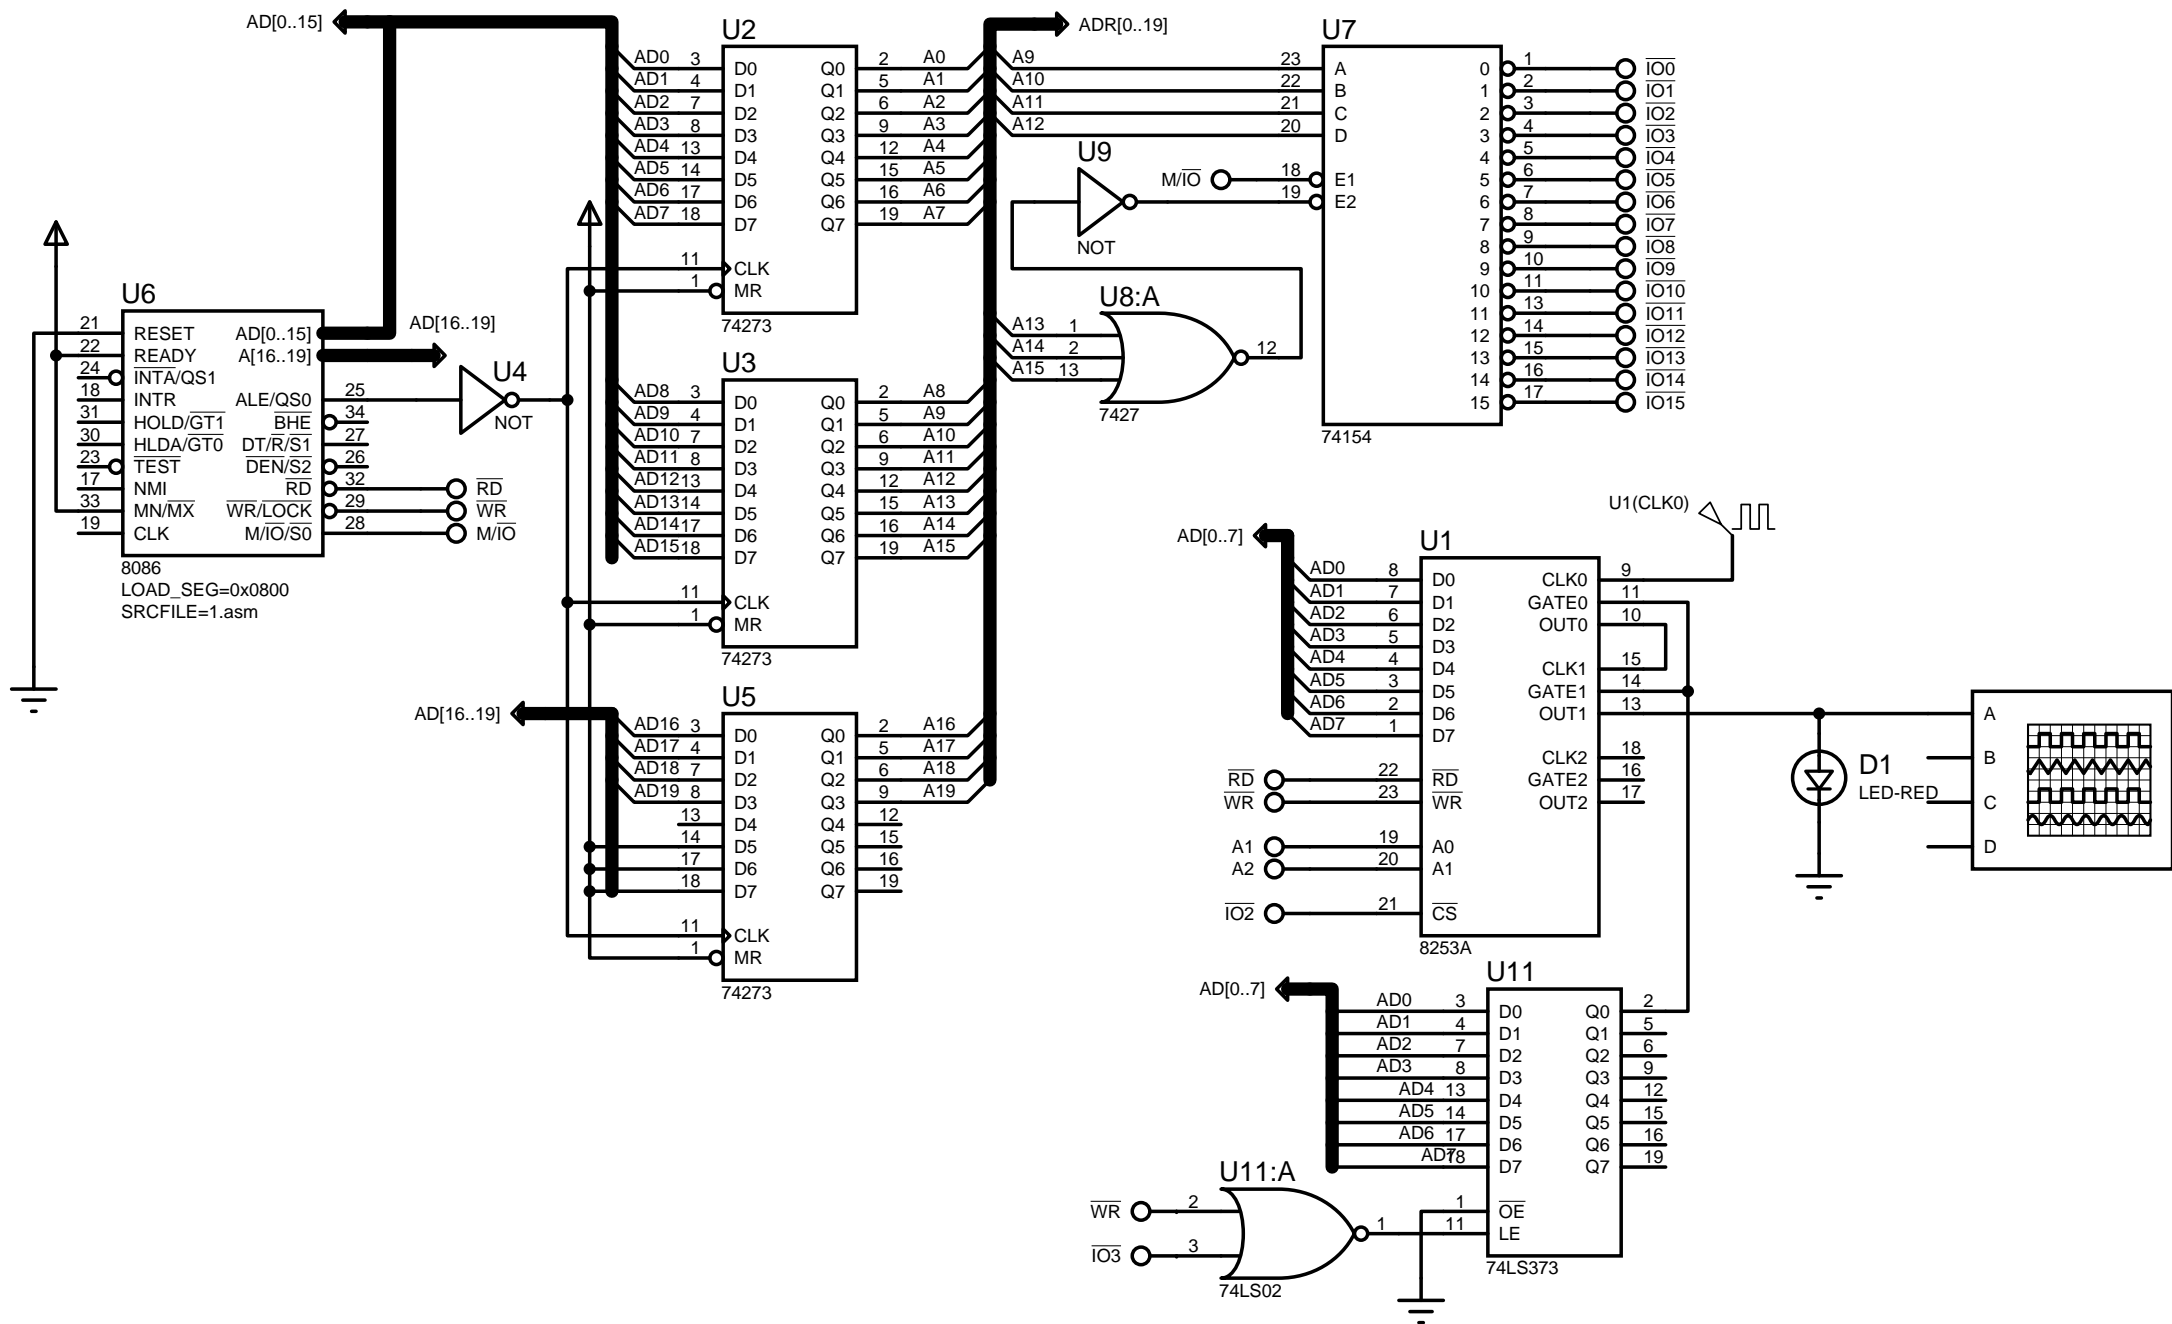 AD[0..15]
ADR[0..19]
U6
21 RESET AD[0..15]
22 READY A[16..19]
24 INTA/QS1
18 INTR ALE/QS0 25
31 HOLD/GT1 BHE 34
30 HLDA/GT0 DT/R/S1 27
23 TEST DEN/S2 26
17 NMI RD 32 RD
33 MN/MX WR/LOCK 29 WR
19 CLK M/IO/S0 28 M/IO
8086
LOAD_SEG=0x0800
SRCFILE=1.asm
AD[16..19]
U4
NOT
U2
AD0 3 D0 Q0 2 A0
AD1 4 D1 Q1 5 A1
AD2 7 D2 Q2 6 A2
AD3 8 D3 Q3 9 A3
AD4 13 D4 Q4 12 A4
AD5 14 D5 Q5 15 A5
AD6 17 D6 Q6 16 A6
AD7 18 D7 Q7 19 A7
11 CLK
1 MR
74273
U3
AD8 3 D0 Q0 2 A8
AD9 4 D1 Q1 5 A9
AD10 7 D2 Q2 6 A10
AD11 8 D3 Q3 9 A11
AD12 13 D4 Q4 12 A12
AD13 14 D5 Q5 15 A13
AD14 17 D6 Q6 16 A14
AD15 18 D7 Q7 19 A15
11 CLK
1 MR
74273
AD[16..19]
U5
AD16 3 D0 Q0 2 A16
AD17 4 D1 Q1 5 A17
AD18 7 D2 Q2 6 A18
AD19 8 D3 Q3 9 A19
13 D4 Q4 12
14 D5 Q5 15
17 D6 Q6 16
18 D7 Q7 19
11 CLK
1 MR
74273
U7
A9 23 A 0 1 IO0
A10 22 B 1 2 IO1
A11 21 C 2 3 IO2
A12 20 D 3 4 IO3
4 5 IO4
M/IO 18 E1 5 6 IO5
19 E2 6 7 IO6
7 8 IO7
8 9 IO8
9 10 IO9
10 11 IO10
11 13 IO11
12 14 IO12
13 15 IO13
14 16 IO14
15 17 IO15
74154
U9
NOT
U8:A
A13 1
A14 2 12
A15 13
7427
U1(CLK0)
AD[0..7]
U1
AD0 8 D0 CLK0 9
AD1 7 D1 GATE0 11
AD2 6 D2 OUT0 10
AD3 5 D3
AD4 4 D4 CLK1 15
AD5 3 D5 GATE1 14
AD6 2 D6 OUT1 13
AD7 1 D7
CLK2 18
RD 22 RD GATE2 16
WR 23 WR OUT2 17
A1 19 A0
A2 20 A1
IO2 21 CS
8253A
D1
LED-RED
A
B
C
D
AD[0..7]
U11
AD0 3 D0 Q0 2
AD1 4 D1 Q1 5
AD2 7 D2 Q2 6
AD3 8 D3 Q3 9
AD4 13 D4 Q4 12
AD5 14 D5 Q5 15
AD6 17 D6 Q6 16
AD7 18 D7 Q7 19
1 OE
11 LE
74LS373
U11:A
WR 2
1
IO3 3
74LS02